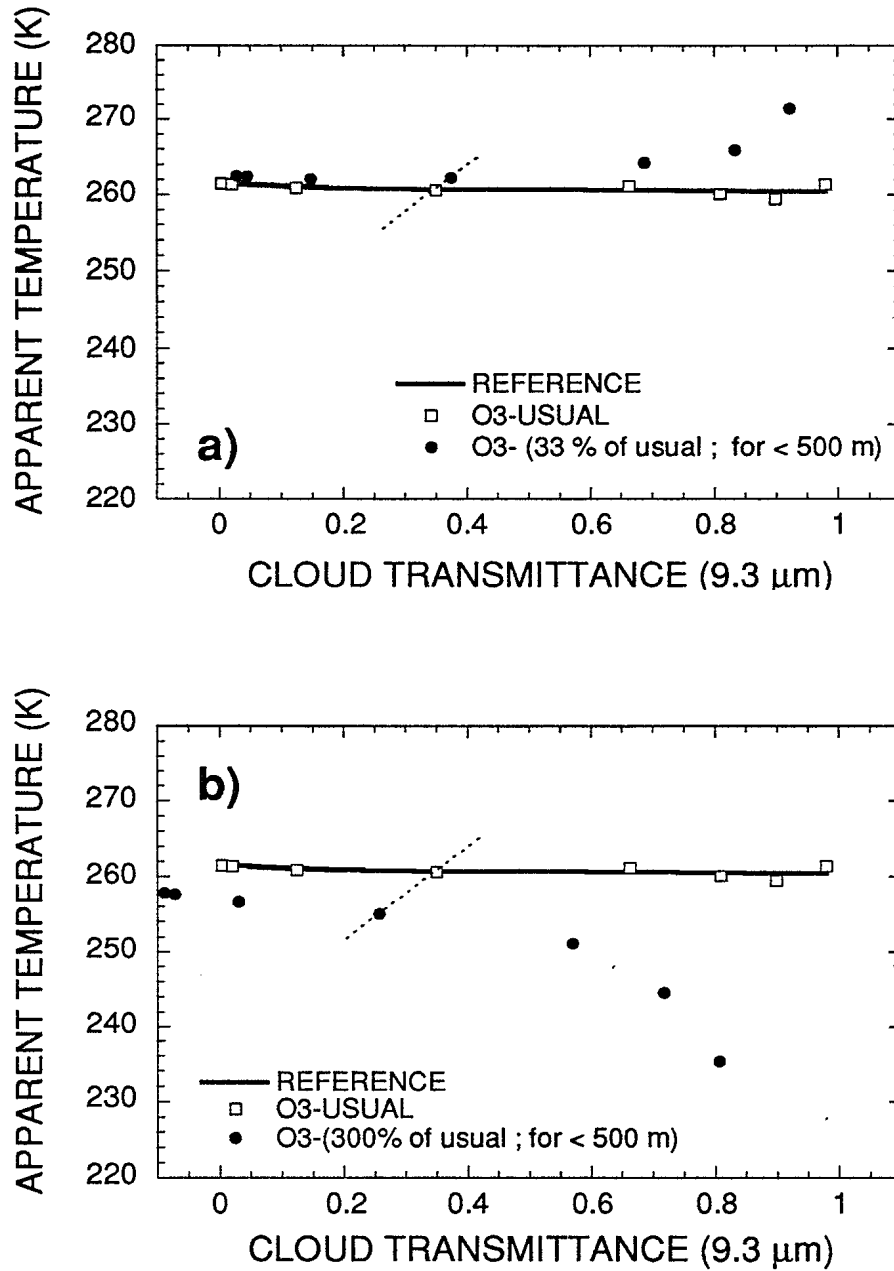 APPARENT TEMPERATURE (K)
280
270
260
250
240
230
220
REFERENCE
O3-USUAL
O3- (33 % of usual ; for < 500 m)
a)
0 0.2 0.4 0.6 0.8 1
CLOUD TRANSMITTANCE (9.3 μm)
APPARENT TEMPERATURE (K)
280
270
260
250
240
230
220
b)
REFERENCE
O3-USUAL
O3-(300% of usual ; for < 500 m)
0 0.2 0.4 0.6 0.8 1
CLOUD TRANSMITTANCE (9.3 μm)